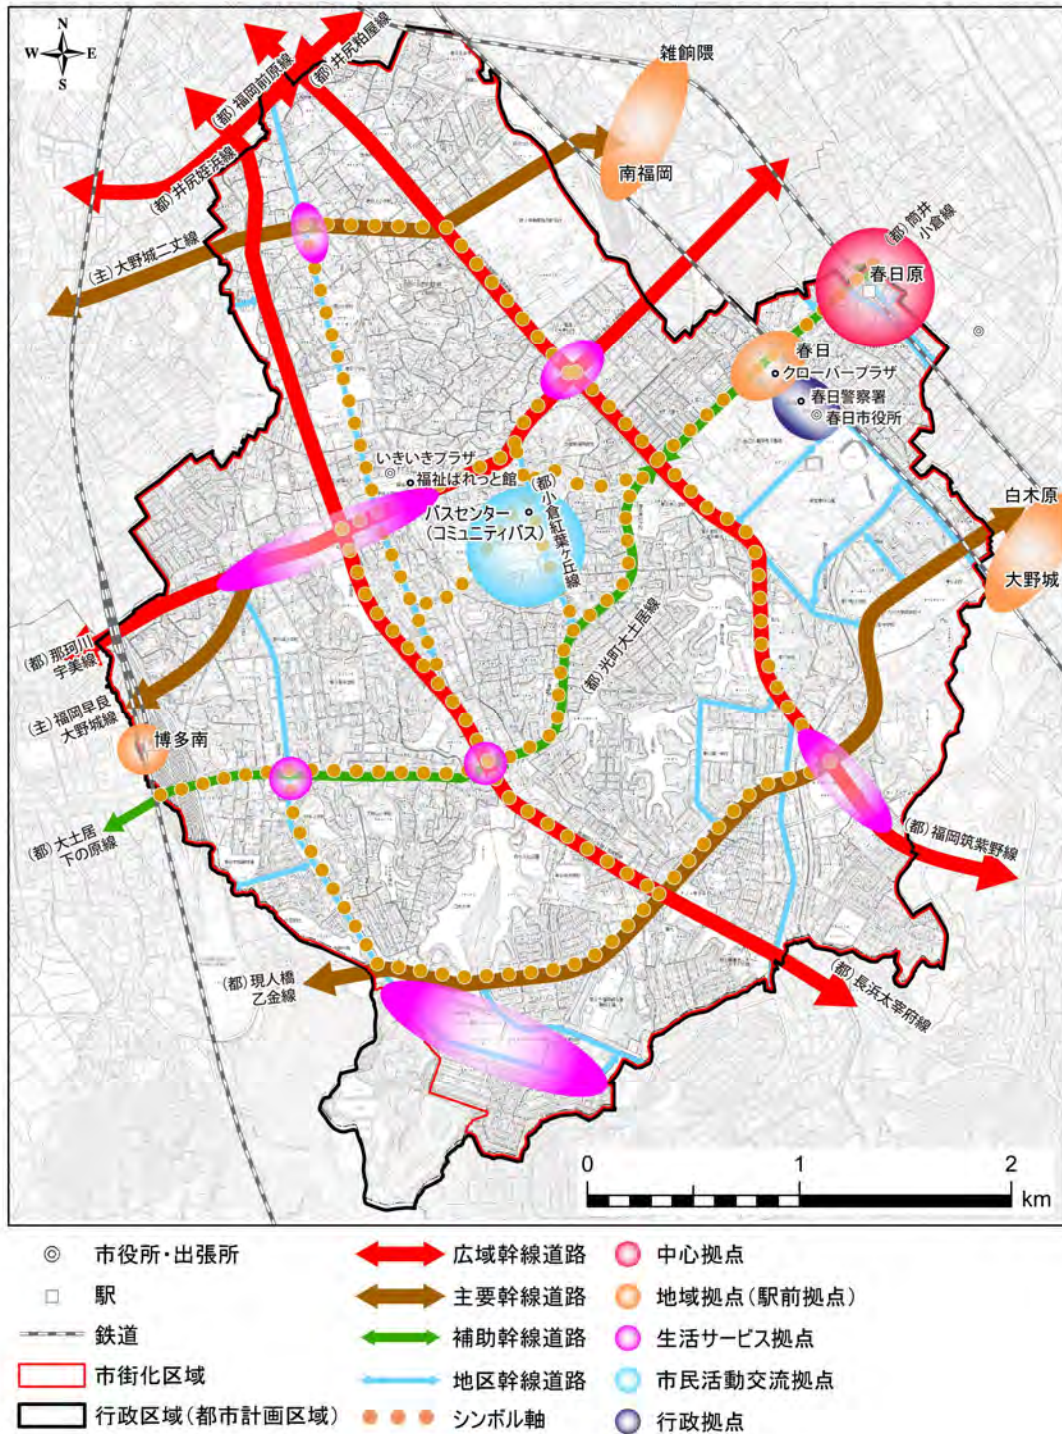 N
W E
S
(都)福岡前原線
(都)井尻粕屋線
雑餉隈
南福岡
(都)井尻姪浜線
(主)大野城二丈線
(都)筒井
小倉線
春日原
春日
クローバープラザ
春日警察署
春日市役所
いきいきプラザ
福祉ぱれっと館
バスセンター
(コミュニティバス)
(都)小倉紅葉ヶ丘線
白木原
大野城
(都)那珂川
宇美線
(都)光町大土居線
(主)福岡早良
大野城線
博多南
(都)大土居
下の原線
(都)福岡筑紫野線
(都)現人橋
乙金線
(都)長浜太宰府線
0 1 2
km
市役所・出張所
駅
鉄道
市街化区域
行政区域(都市計画区域)
広域幹線道路
主要幹線道路
補助幹線道路
地区幹線道路
シンボル軸
中心拠点
地域拠点(駅前拠点)
生活サービス拠点
市民活動交流拠点
行政拠点